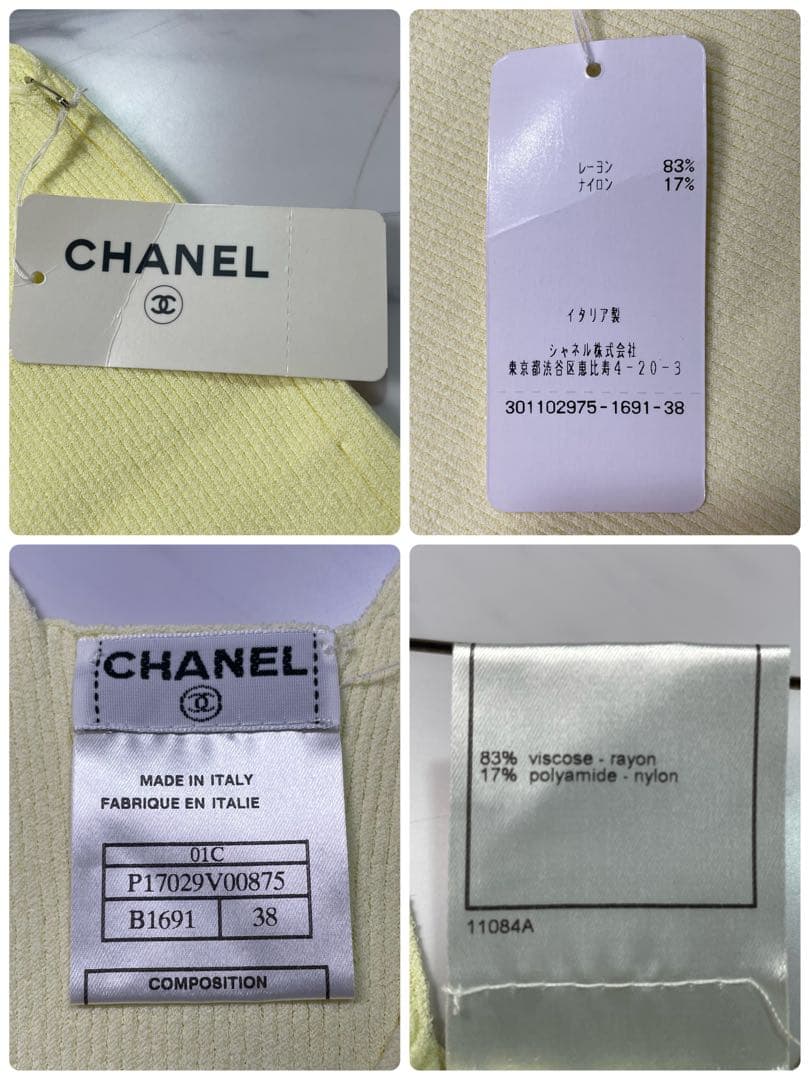 CHANEL
レーヨン 83%
ナイロン 17%
イタリア製
シャネル株式会社
東京都渋谷区恵比寿4-20-3
301102975-1691-38
CHANEL
MADE IN ITALY
FABRIQUE EN ITALIE
01C
P17029V00875
B1691 38
COMPOSITION
83% viscose - rayon
17% polyamide - nylon
11084A